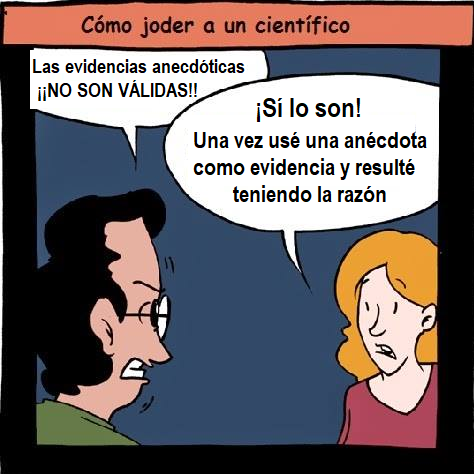 Cómo joder a un científico
Las evidencias anecdóticas
¡¡NO SON VÁLIDAS!!
¡Sí lo son!
Una vez usé una anécdota
como evidencia y resulté
teniendo la razón